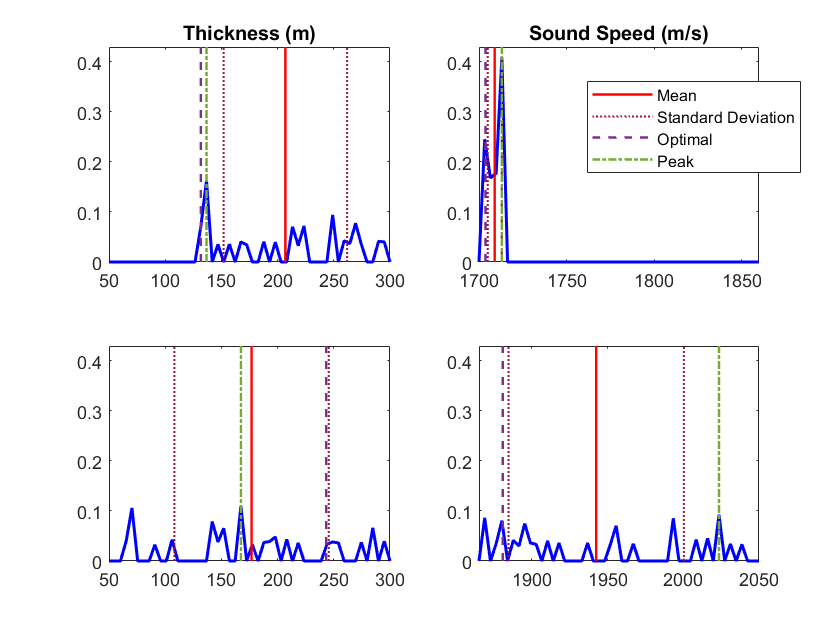 Thickness (m)
Sound Speed (m/s)
0.4
0.3
0.2
0.1
0
50 100 150 200 250 300
0.4
0.3
0.2
0.1
0
1700 1750 1800 1850
Mean
Standard Deviation
Optimal
Peak
0.4
0.3
0.2
0.1
0
50 100 150 200 250 300
0.4
0.3
0.2
0.1
0
1900 1950 2000 2050